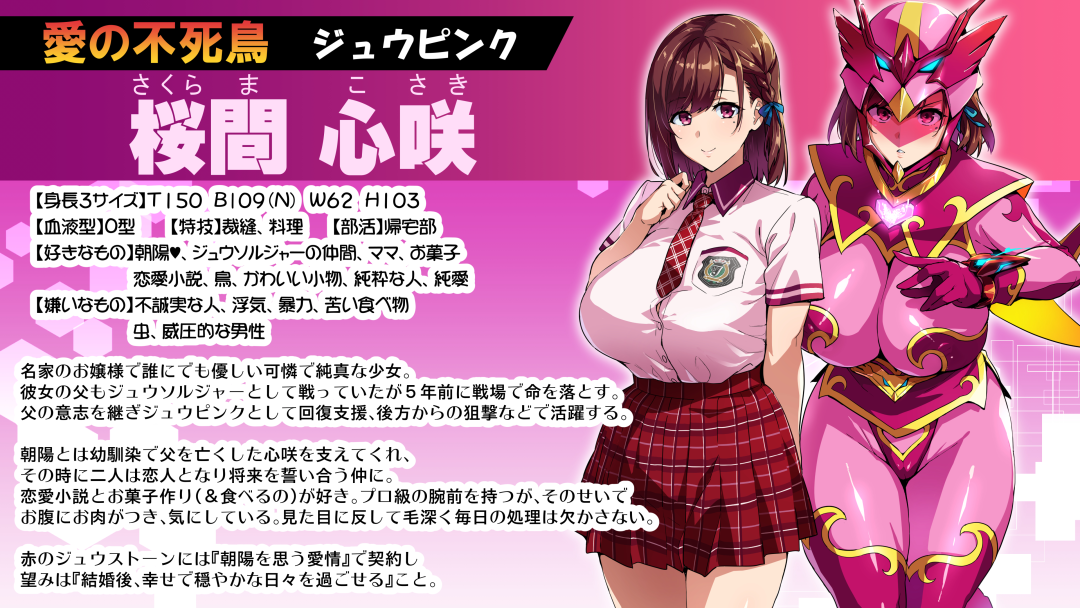 愛の不死鳥 ジュウピンク
さくら ま こ さき
桜間 心咲
【身長3サイズ】T150 B109(N) W62 H103
【血液型】O型 【特技】裁縫、料理 【部活】帰宅部
【好きなもの】朝陽♥、ジュウソルジャーの仲間、ママ、お菓子
恋愛小説、鳥、かわいい小物、純粋な人、純愛
【嫌いなもの】不誠実な人、浮気、暴力、苦い食べ物
虫、威圧的な男性
名家のお嬢様で誰にでも優しい可憐で純真な少女。
彼女の父もジュウソルジャーとして戦っていたが5年前に戦場で命を落とす。
父の意志を継ぎジュウピンクとして回復支援、後方からの狙撃などで活躍する。
朝陽とは幼馴染で父を亡くした心咲を支えてくれ、
その時に二人は恋人となり将来を誓い合う仲に。
恋愛小説とお菓子作り(&食べるの)が好き。プロ級の腕前を持つが、そのせいで
お腹にお肉がつき、気にしている。見た目に反して毛深く毎日の処理は欠かさない。
赤のジュウストーンには『朝陽を思う愛情』で契約し
望みは『結婚後、幸せで穏やかな日々を過ごせる』こと。